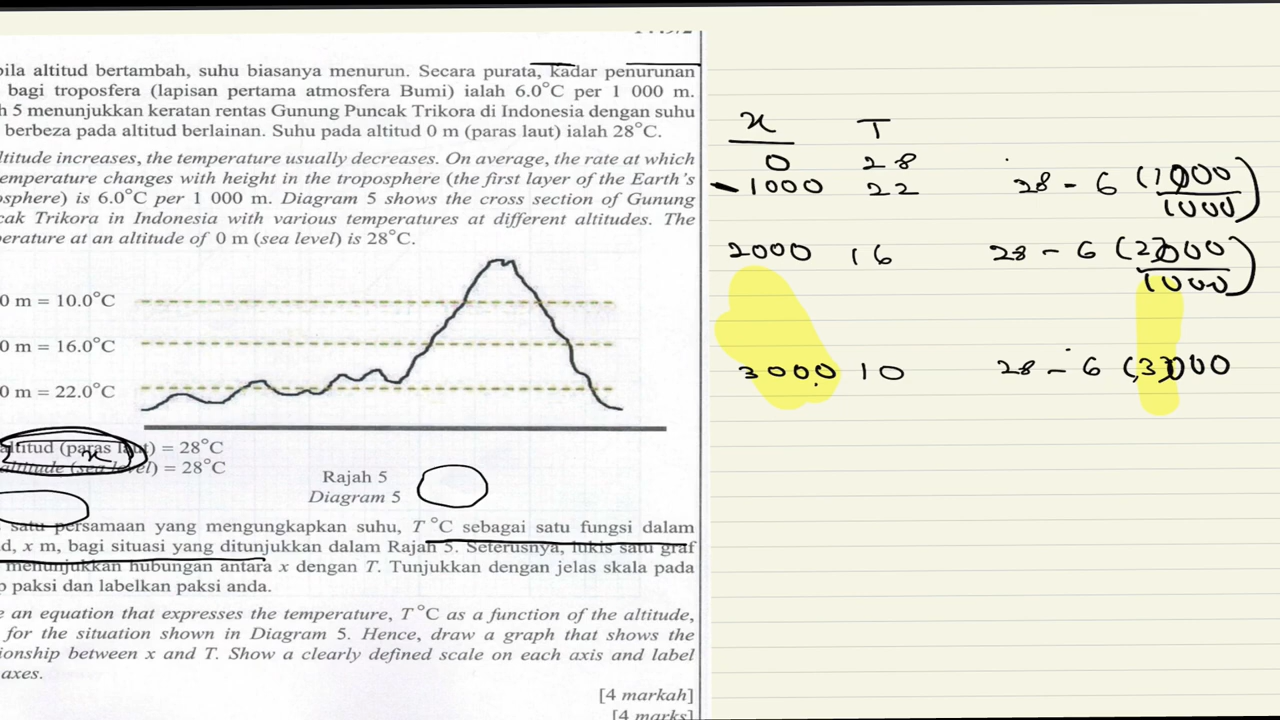 bila altitud bertambah, suhu biasanya menurun. Secara purata, kadar penurunan
bagi troposfera (lapisan pertama atmosfera Bumi) ialah 6.0°C per 1 000 m.
h 5 menunjukkan keratan rentas Gunung Puncak Trikora di Indonesia dengan suhu
berbeza pada altitud berlainan. Suhu pada altitud 0 m (paras laut) ialah 28°C.
ltitude increases, the temperature usually decreases. On average, the rate at which
emperature changes with height in the troposphere (the first layer of the Earth's
osphere) is 6.0°C per 1 000 m. Diagram 5 shows the cross section of Gunung
cak Trikora in Indonesia with various temperatures at different altitudes. The
perature at an altitude of 0 m (sea level) is 28°C.
0 m = 10.0°C
0 m = 16.0°C
0 m = 22.0°C
altitud (paras laut) = 28°C
x
altitude (sea level) = 28°C
Rajah 5
Diagram 5
satu persamaan yang mengungkapkan suhu, T°C sebagai satu fungsi dalam
d, x m, bagi situasi yang ditunjukkan dalam Rajah 5. Seterusnya, lukis satu graf
menunjukkan hubungan antara x dengan T. Tunjukkan dengan jelas skala pada
p paksi dan labelkan paksi anda.
e an equation that expresses the temperature, T°C as a function of the altitude,
for the situation shown in Diagram 5. Hence, draw a graph that shows the
ionship between x and T. Show a clearly defined scale on each axis and label
axes.
[4 markah]
[4 marks]
x T
0 28
1000 22 28 - 6 (1000
1000)
2000 16 28 - 6 (2000
1000)
3000 10 28 - 6 (3000